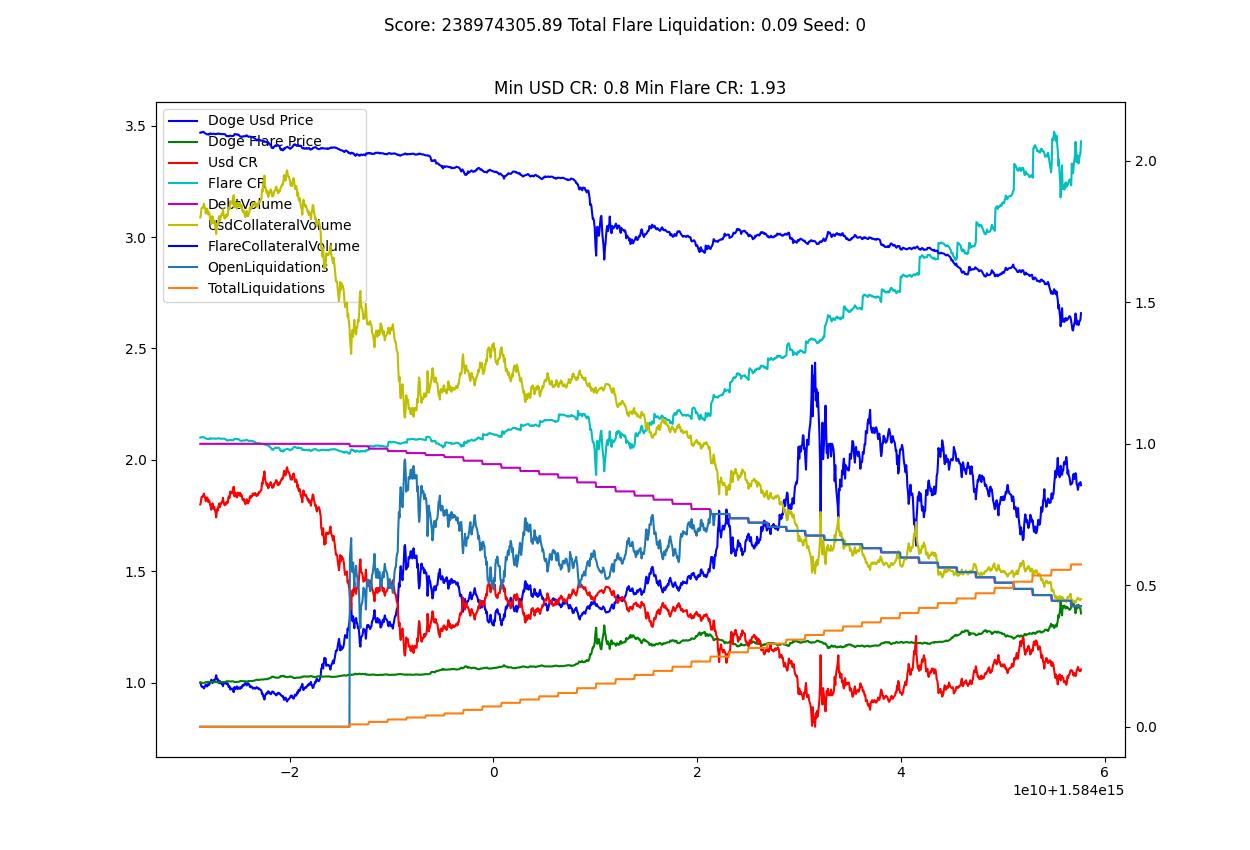 Score: 238974305.89 Total Flare Liquidation: 0.09 Seed: 0
Min USD CR: 0.8 Min Flare CR: 1.93
Doge Usd Price
Doge Flare Price
Usd CR
Flare CR
DebtVolume
UsdCollateralVolume
FlareCollateralVolume
OpenLiquidations
TotalLiquidations
3.5
3.0
2.5
2.0
1.5
1.0
2.0
1.5
1.0
0.5
0.0
−2
0
2
4
6
1e10+1.584e15